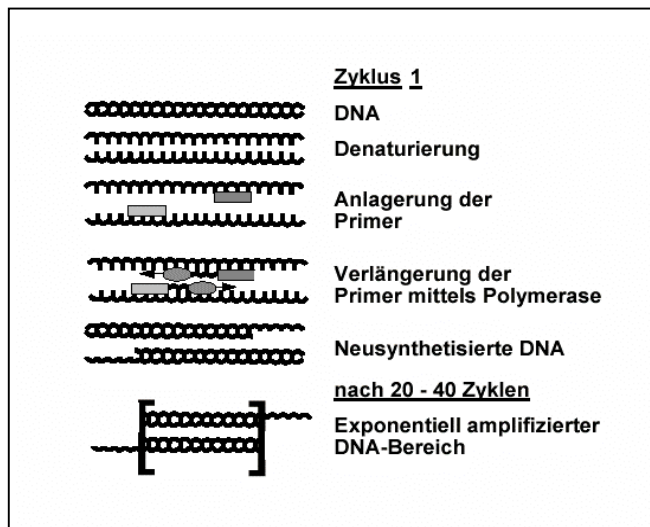 Zyklus 1
DNA
Denaturierung
Anlagerung der
Primer
Verlängerung der
Primer mittels Polymerase
Neusynthetisierte DNA
nach 20 - 40 Zyklen
Exponentiell amplifizierter
DNA-Bereich